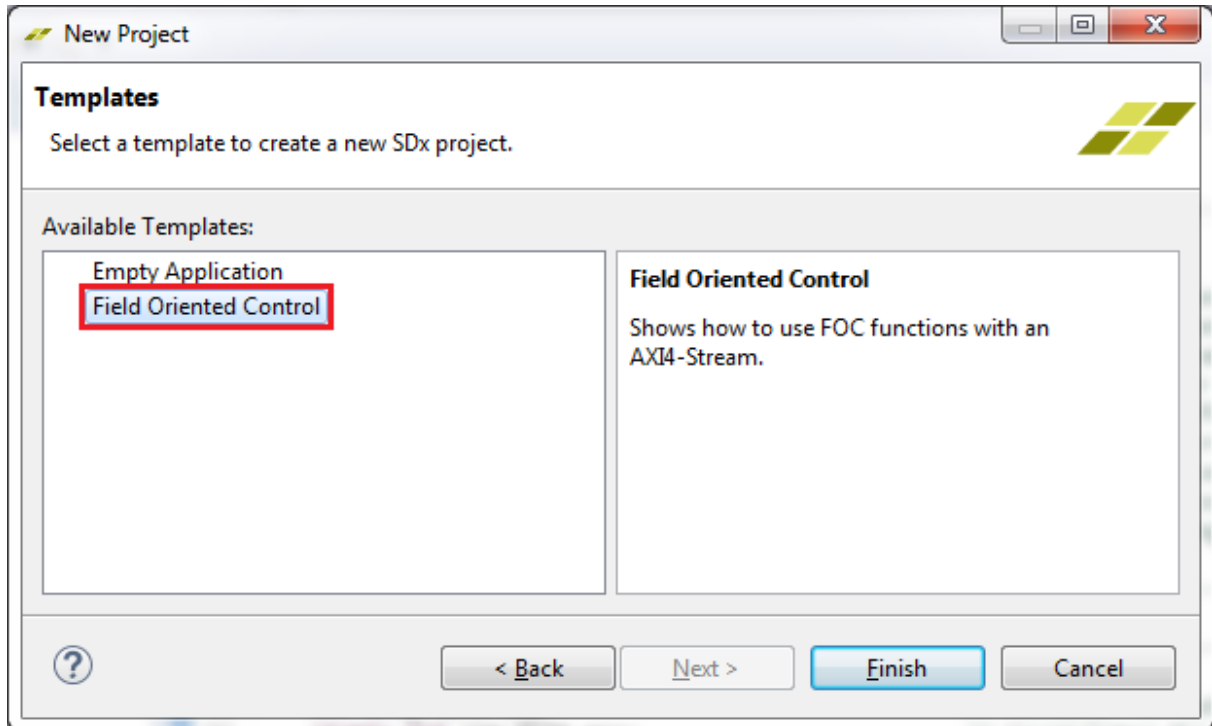 New Project
Templates
Select a template to create a new SDx project.
Available Templates:
Empty Application
Field Oriented Control
Field Oriented Control
Shows how to use FOC functions with an
AXI4-Stream.
?
< Back
Next >
Finish
Cancel